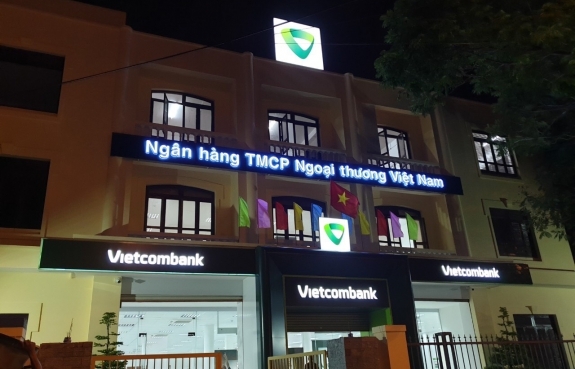 Ngân hàng TMCP Ngoại thương Việt Nam
Vietcombank
Vietcombank
Vietcombank